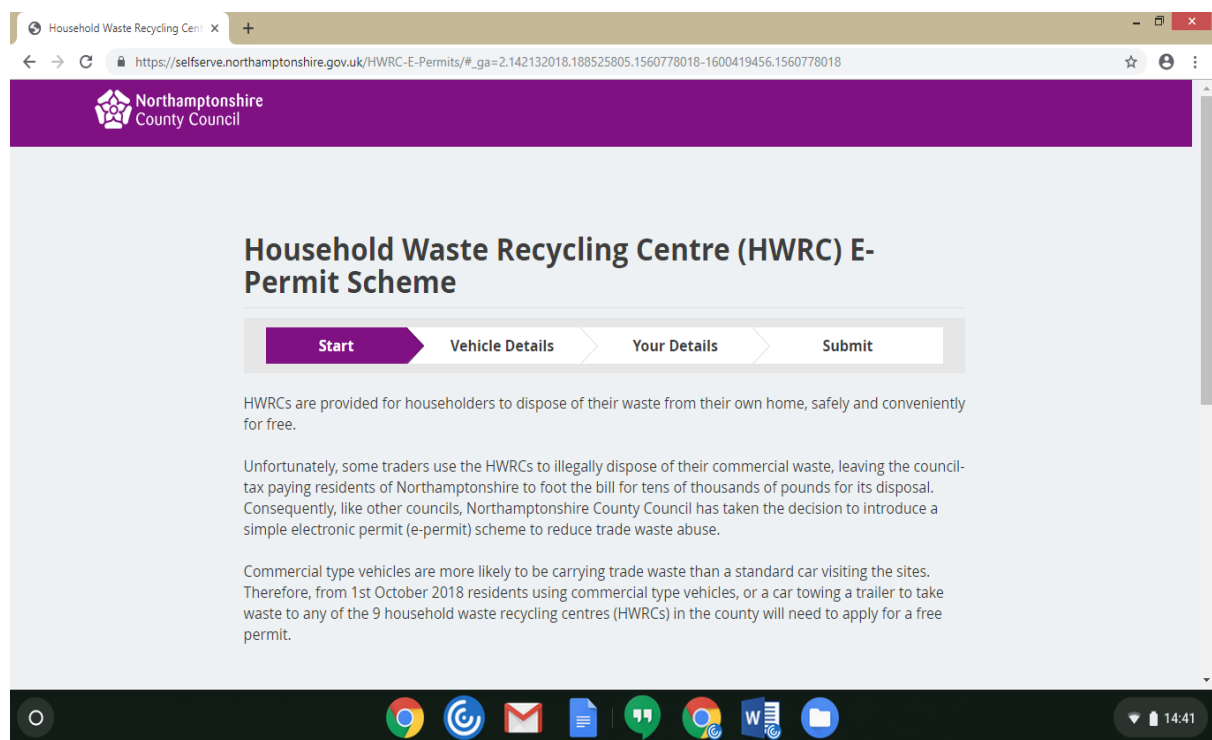 Household Waste Recycling Cent
https://selfserve.northamptonshire.gov.uk/HWRC-E-Permits/#_ga=2.142132018.188525805.1560778018-1600419456.1560778018
Northamptonshire
County Council
Household Waste Recycling Centre (HWRC) E-
Permit Scheme
Start
Vehicle Details
Your Details
Submit
HWRCs are provided for householders to dispose of their waste from their own home, safely and conveniently
for free.
Unfortunately, some traders use the HWRCs to illegally dispose of their commercial waste, leaving the council-
tax paying residents of Northamptonshire to foot the bill for tens of thousands of pounds for its disposal.
Consequently, like other councils, Northamptonshire County Council has taken the decision to introduce a
simple electronic permit (e-permit) scheme to reduce trade waste abuse.
Commercial type vehicles are more likely to be carrying trade waste than a standard car visiting the sites.
Therefore, from 1st October 2018 residents using commercial type vehicles, or a car towing a trailer to take
waste to any of the 9 household waste recycling centres (HWRCs) in the county will need to apply for a free
permit.
W
14:41